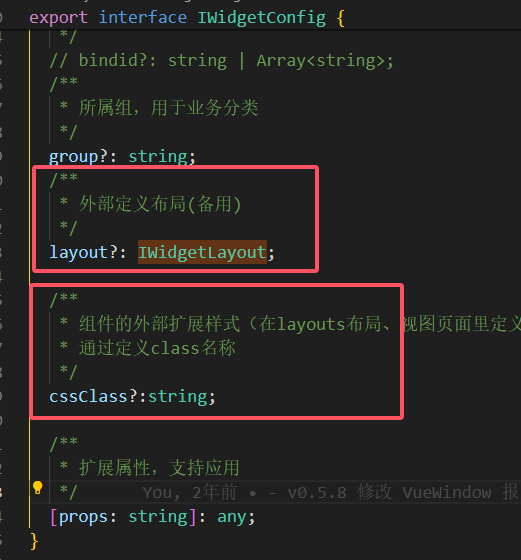 export interface IWidgetConfig {
*/
// bindid?: string | Array<string>;
/**
* 所属组，用于业务分类
*/
group?: string;
/**
* 外部定义布局(备用)
*/
layout?: IWidgetLayout;
/**
* 组件的外部扩展样式（在layouts布局、视图页面里定义
* 通过定义class名称
*/
cssClass?:string;
/**
* 扩展属性，支持应用
*/ You, 2年前 • - v0.5.8 修改 VueWindow 报
[props: string]: any;
}